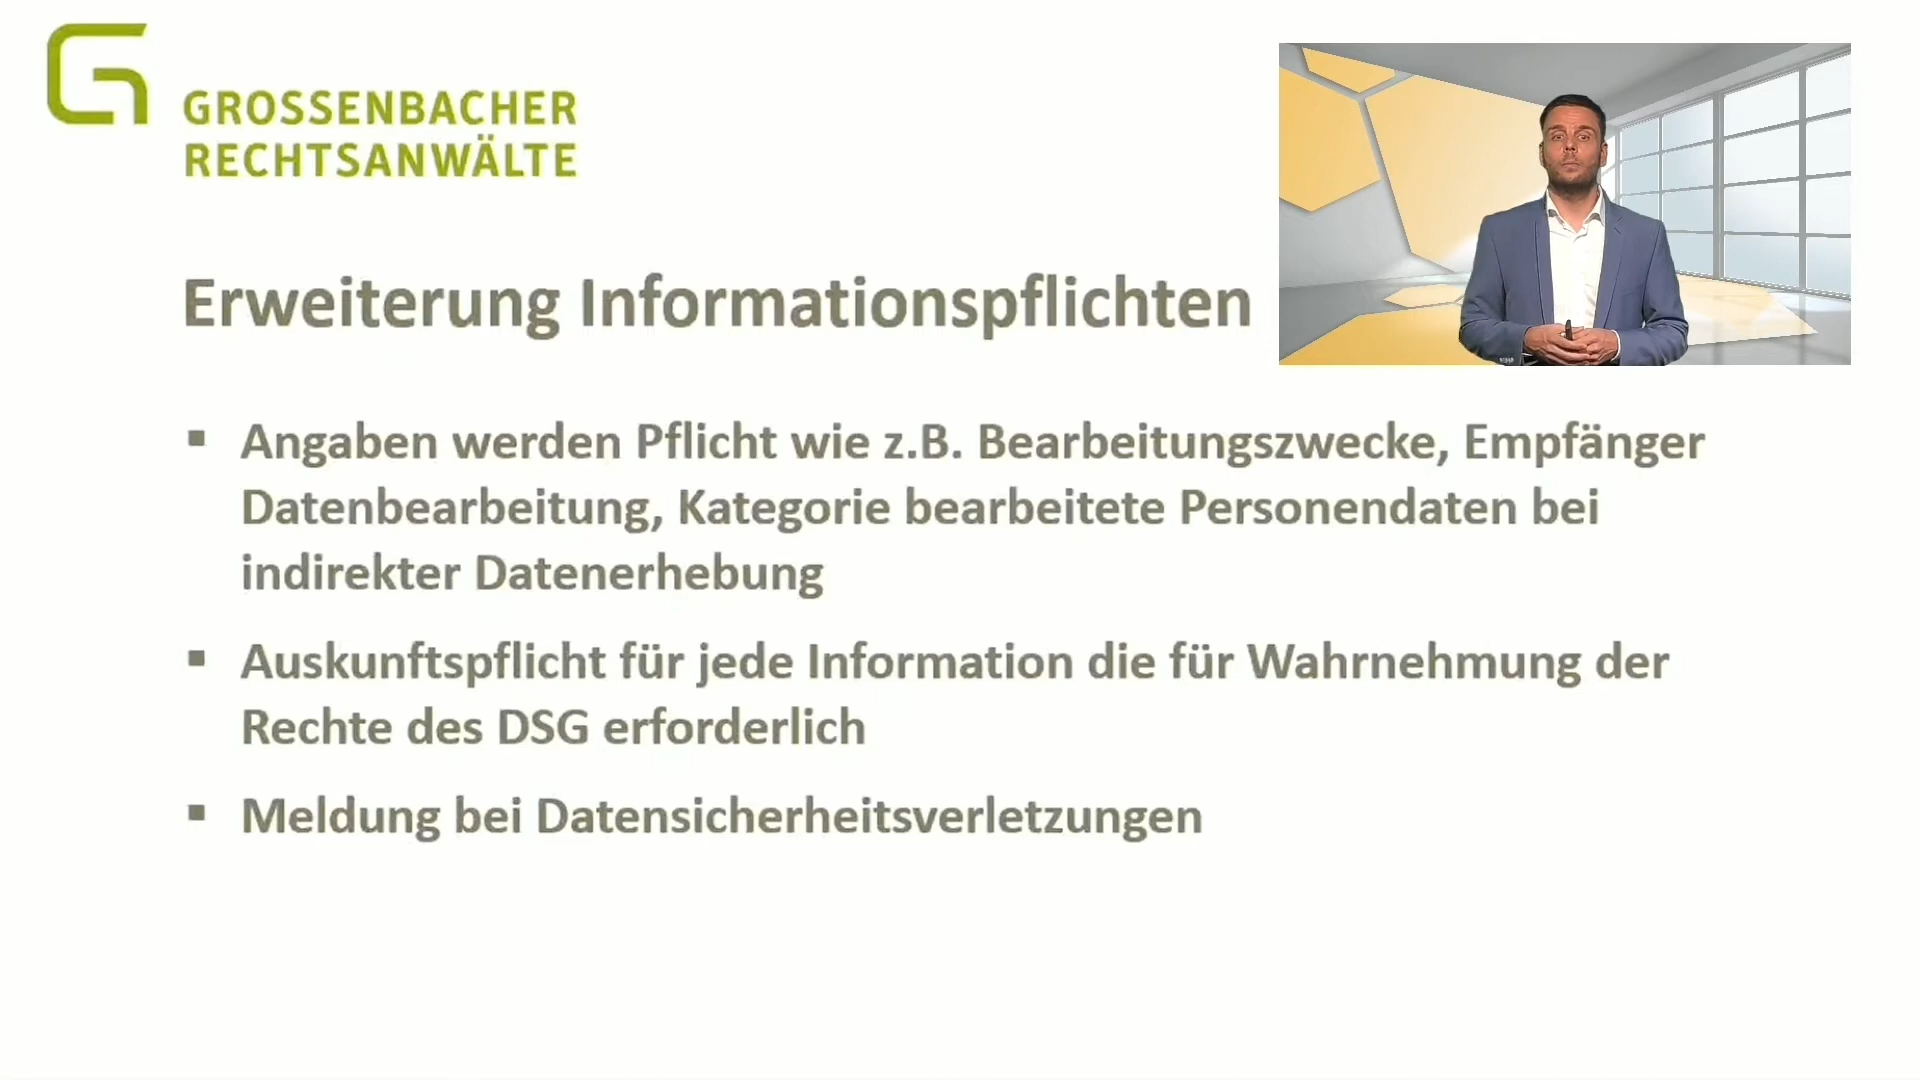 GROSSENBACHER
RECHTSANWÄLTE
Erweiterung Informationspflichten
▪ Angaben werden Pflicht wie z.B. Bearbeitungszwecke, Empfänger
Datenbearbeitung, Kategorie bearbeitete Personendaten bei
indirekter Datenerhebung
▪ Auskunftspflicht für jede Information die für Wahrnehmung der
Rechte des DSG erforderlich
▪ Meldung bei Datensicherheitsverletzungen